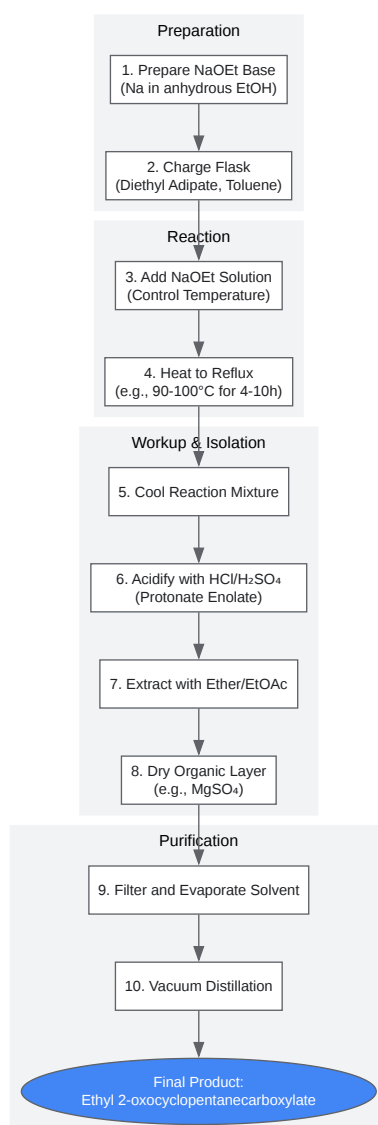 Preparation
1. Prepare NaOEt Base
(Na in anhydrous EtOH)
2. Charge Flask
(Diethyl Adipate, Toluene)
Reaction
3. Add NaOEt Solution
(Control Temperature)
4. Heat to Reflux
(e.g., 90-100°C for 4-10h)
Workup & Isolation
5. Cool Reaction Mixture
6. Acidify with HCl/H₂SO₄
(Protonate Enolate)
7. Extract with Ether/EtOAc
8. Dry Organic Layer
(e.g., MgSO₄)
Purification
9. Filter and Evaporate Solvent
10. Vacuum Distillation
Final Product:
Ethyl 2-oxocyclopentanecarboxylate